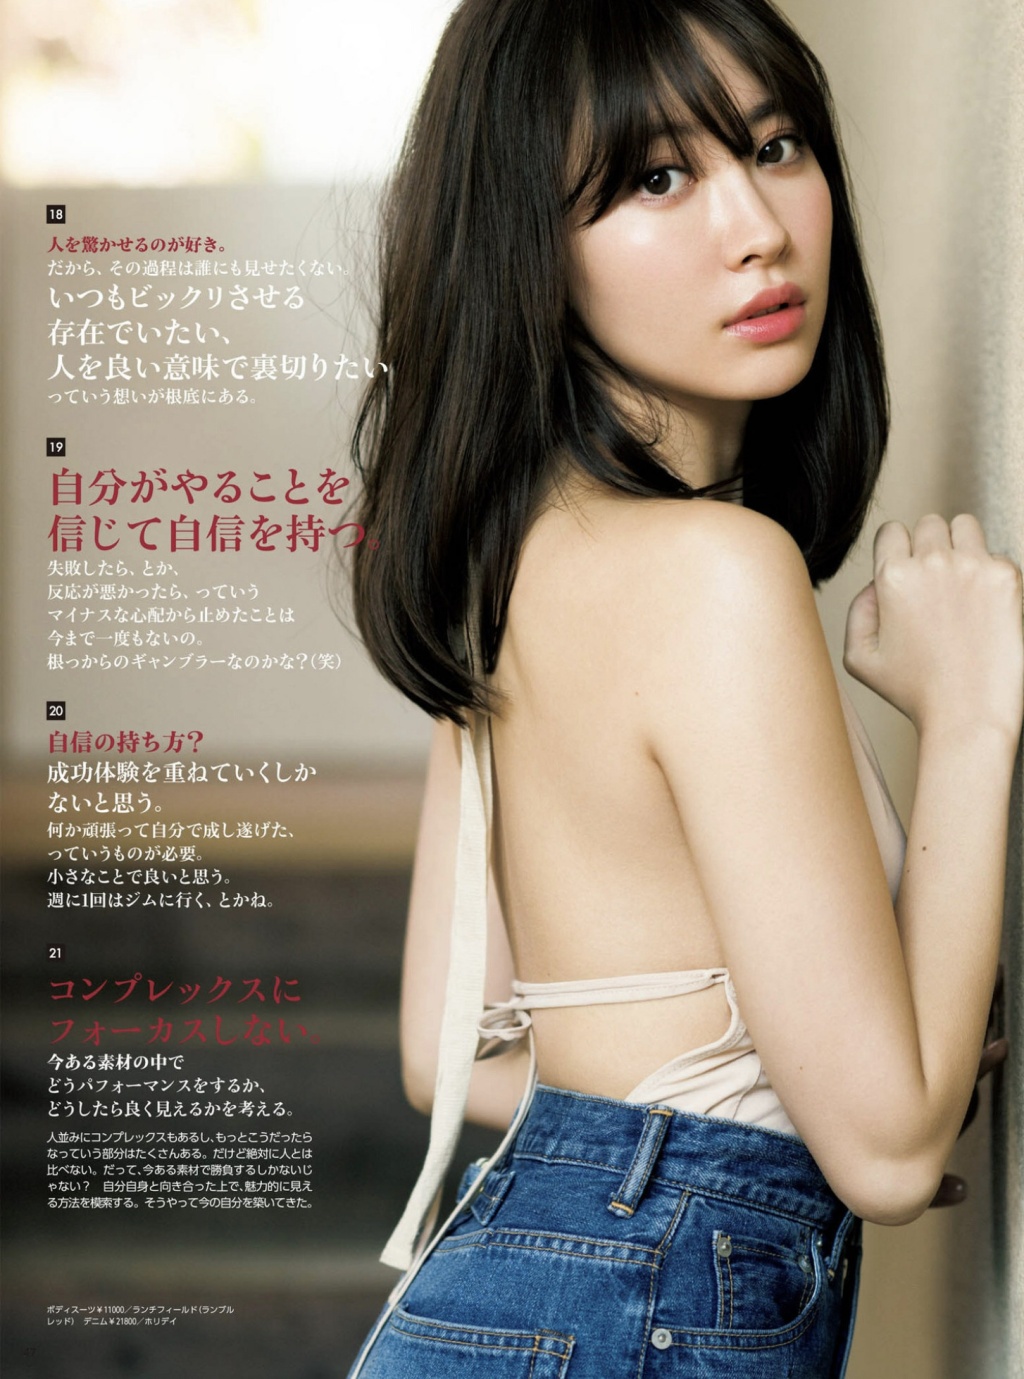 18
人を驚かせるのが好き。
だから、その過程は誰にも見せたくない。
いつもビックリさせる
存在でいたい、
人を良い意味で裏切りたい
っていう想いが根底にある。
19
自分がやることを
信じて自信を持つ。
失敗したら、とか、
反応が悪かったら、っていう
マイナスな心配から止めたことは
今まで一度もないの。
根っからのギャンブラーなのかな?(笑)
20
自信の持ち方?
成功体験を重ねていくしか
ないと思う。
何か頑張って自分で成し遂げた、
っていうものが必要。
小さなことで良いと思う。
週に1回はジムに行く、とかね。
21
コンプレックスに
フォーカスしない。
今ある素材の中で
どうパフォーマンスをするか、
どうしたら良く見えるかを考える。
人並みにコンプレックスもあるし、もっとこうだったら
なっていう部分はたくさんある。だけど絶対に人とは
比べない。だって、今ある素材で勝負するしかないじ
ゃない? 自分自身と向き合った上で、魅力的に見え
る方法を模索する。そうやって今の自分を築いてきた。
ボディスーツ¥11000/ランチフィールド(ランブル
レッド) デニム¥21800/ホリデイ
47